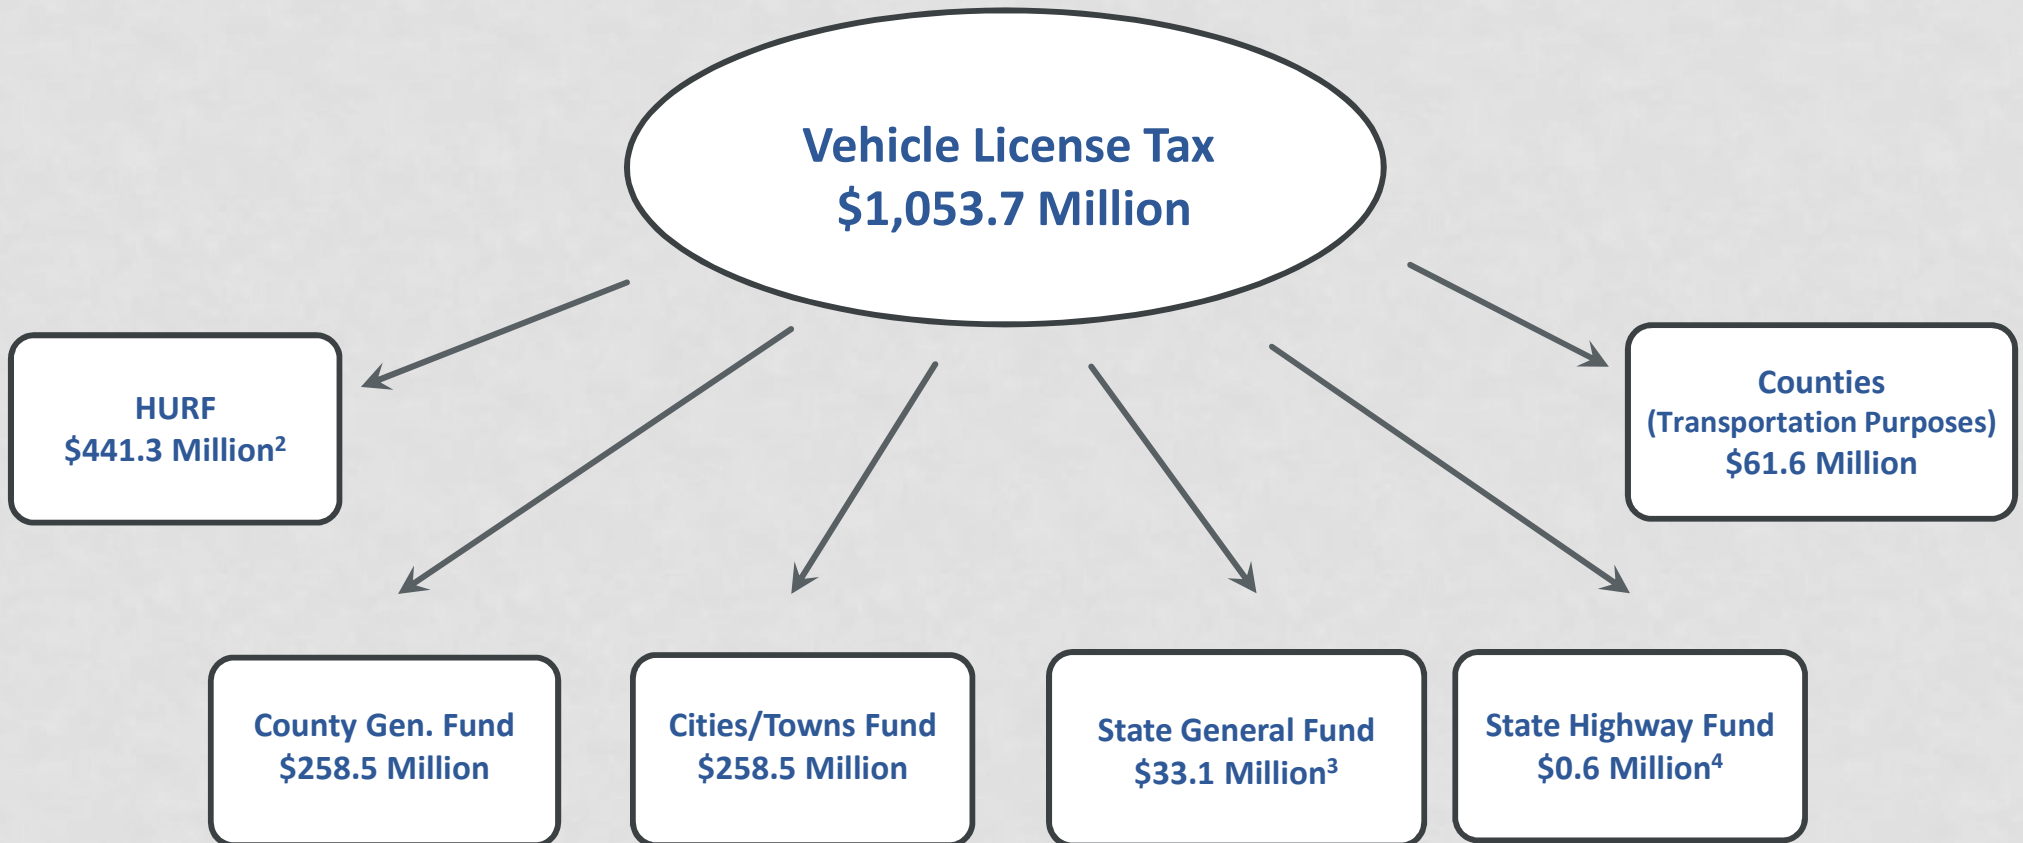 Vehicle License Tax
$1,053.7 Million
HURF
$441.3 Million²
Counties
(Transportation Purposes)
$61.6 Million
County Gen. Fund
$258.5 Million
Cities/Towns Fund
$258.5 Million
State General Fund
$33.1 Million³
State Highway Fund
$0.6 Million⁴